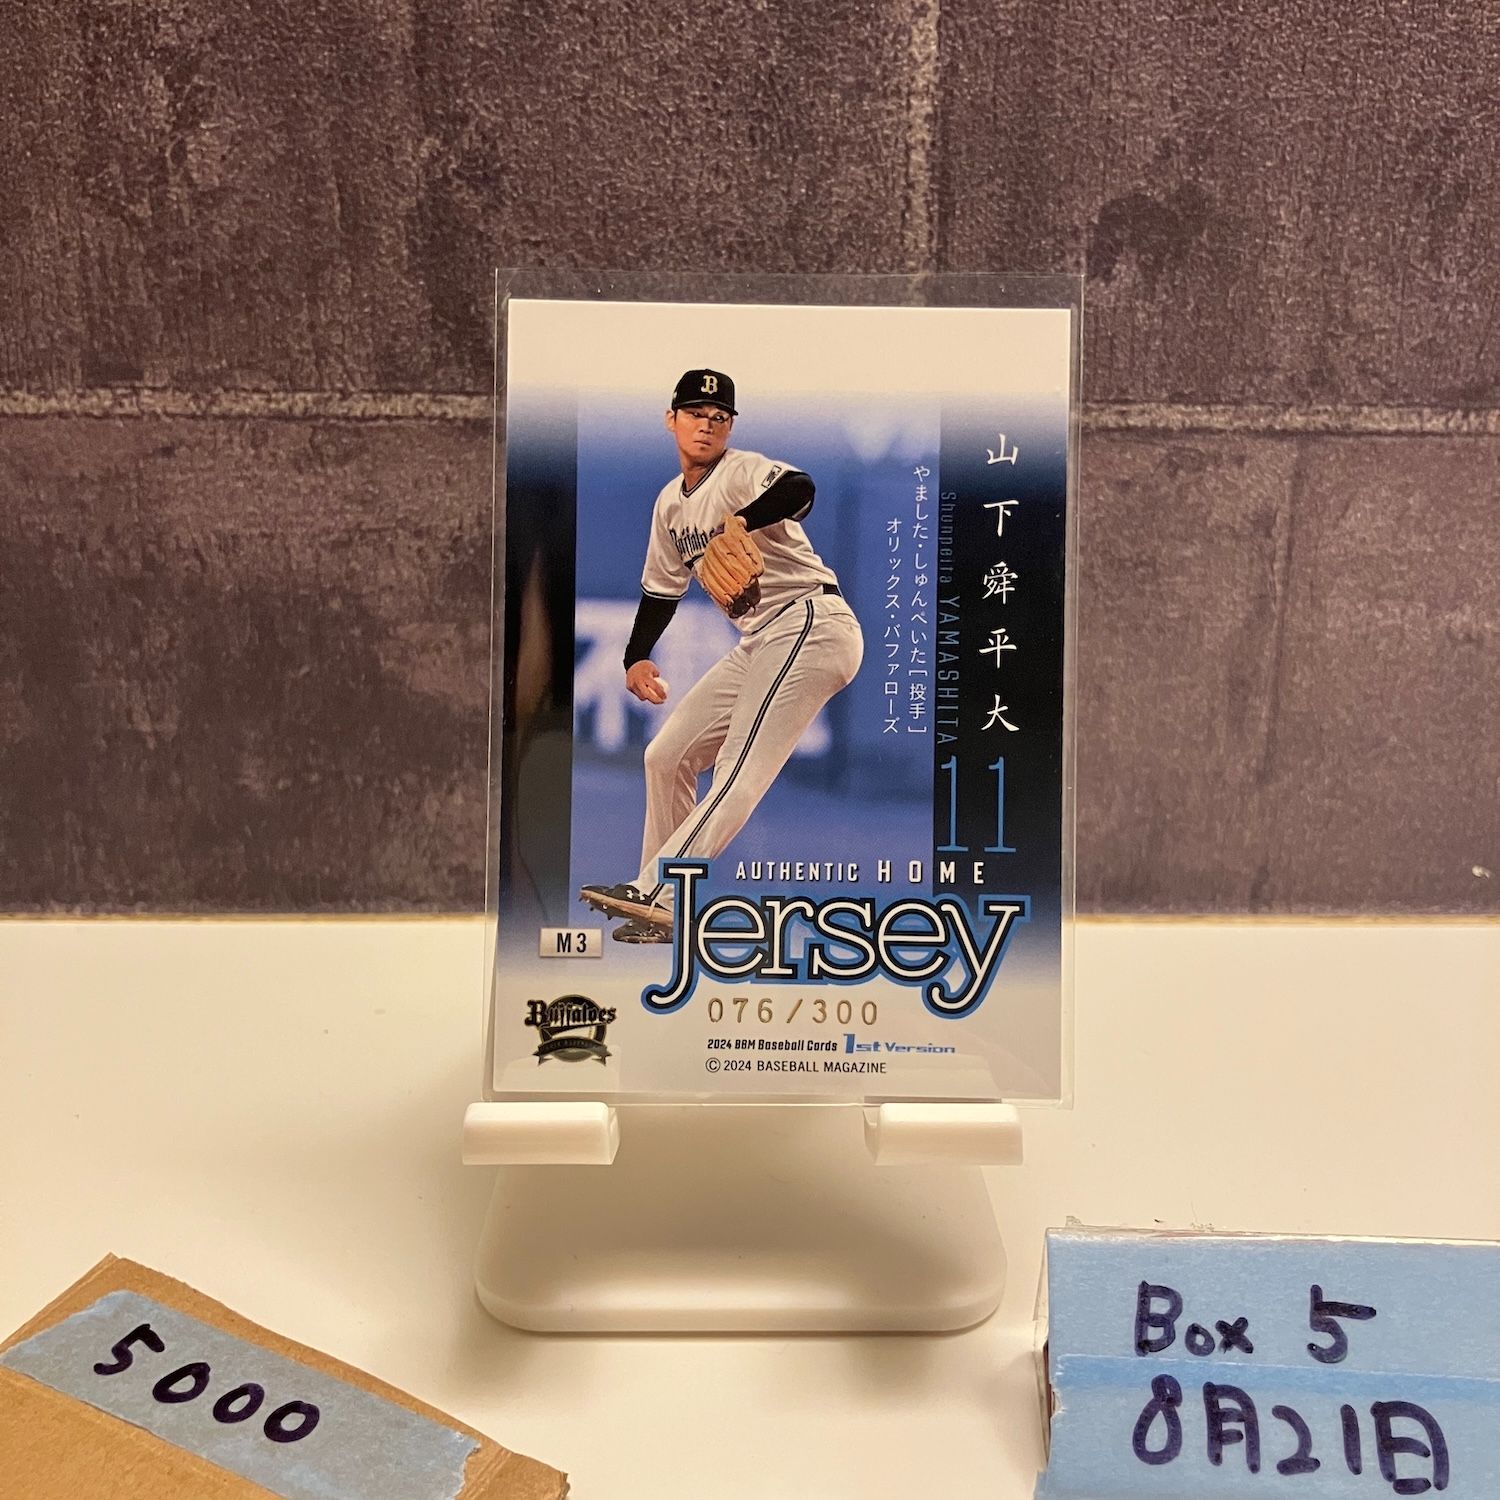 B
Buffaloes
山下舜平大
Shunpeita YAMASHITA
11
やました・しゅんぺいた[投手]
オリックス・バファローズ
AUTHENTIC HOME
Jersey
M3
076/300
Buffaloes
2024 BBM Baseball Cards 1st Version
©2024 BASEBALL MAGAZINE
5000
Box 5
8月21日